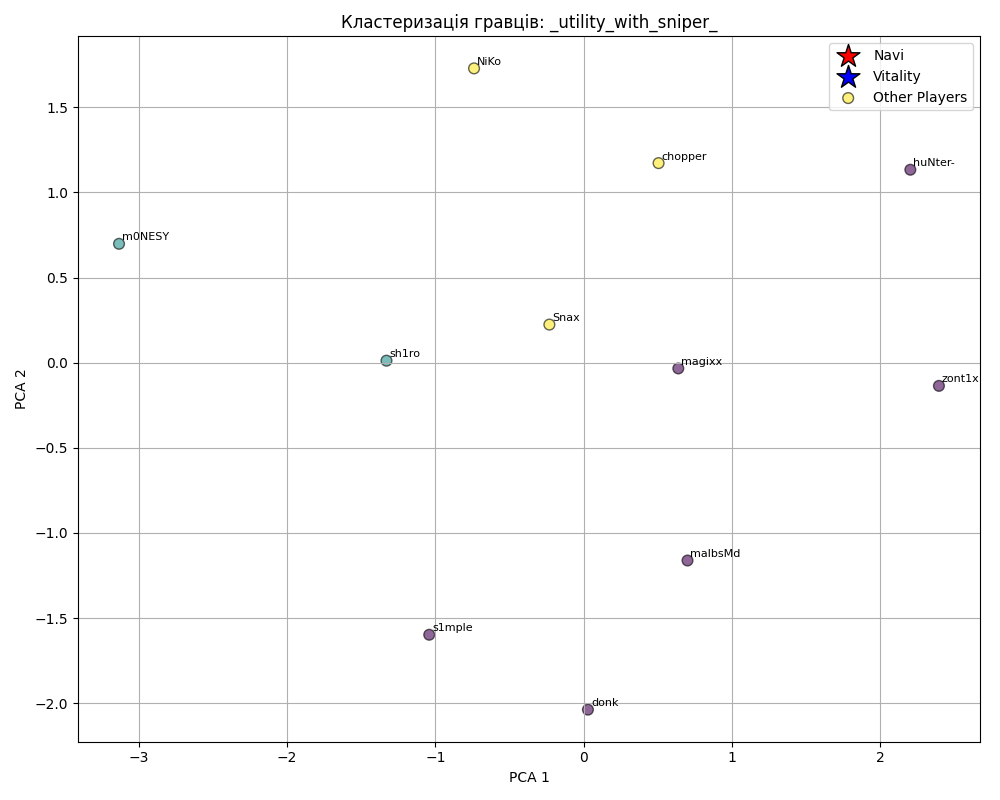 Кластеризація гравців: _utility_with_sniper_
Navi
Vitality
Other Players
NiKo
chopper
huNter-
m0NESY
Snax
sh1ro
magixx
zont1x
malbsMd
s1mple
donk
1.5
1.0
0.5
0.0
−0.5
−1.0
−1.5
−2.0
PCA 2
−3 −2 −1 0 1 2
PCA 1